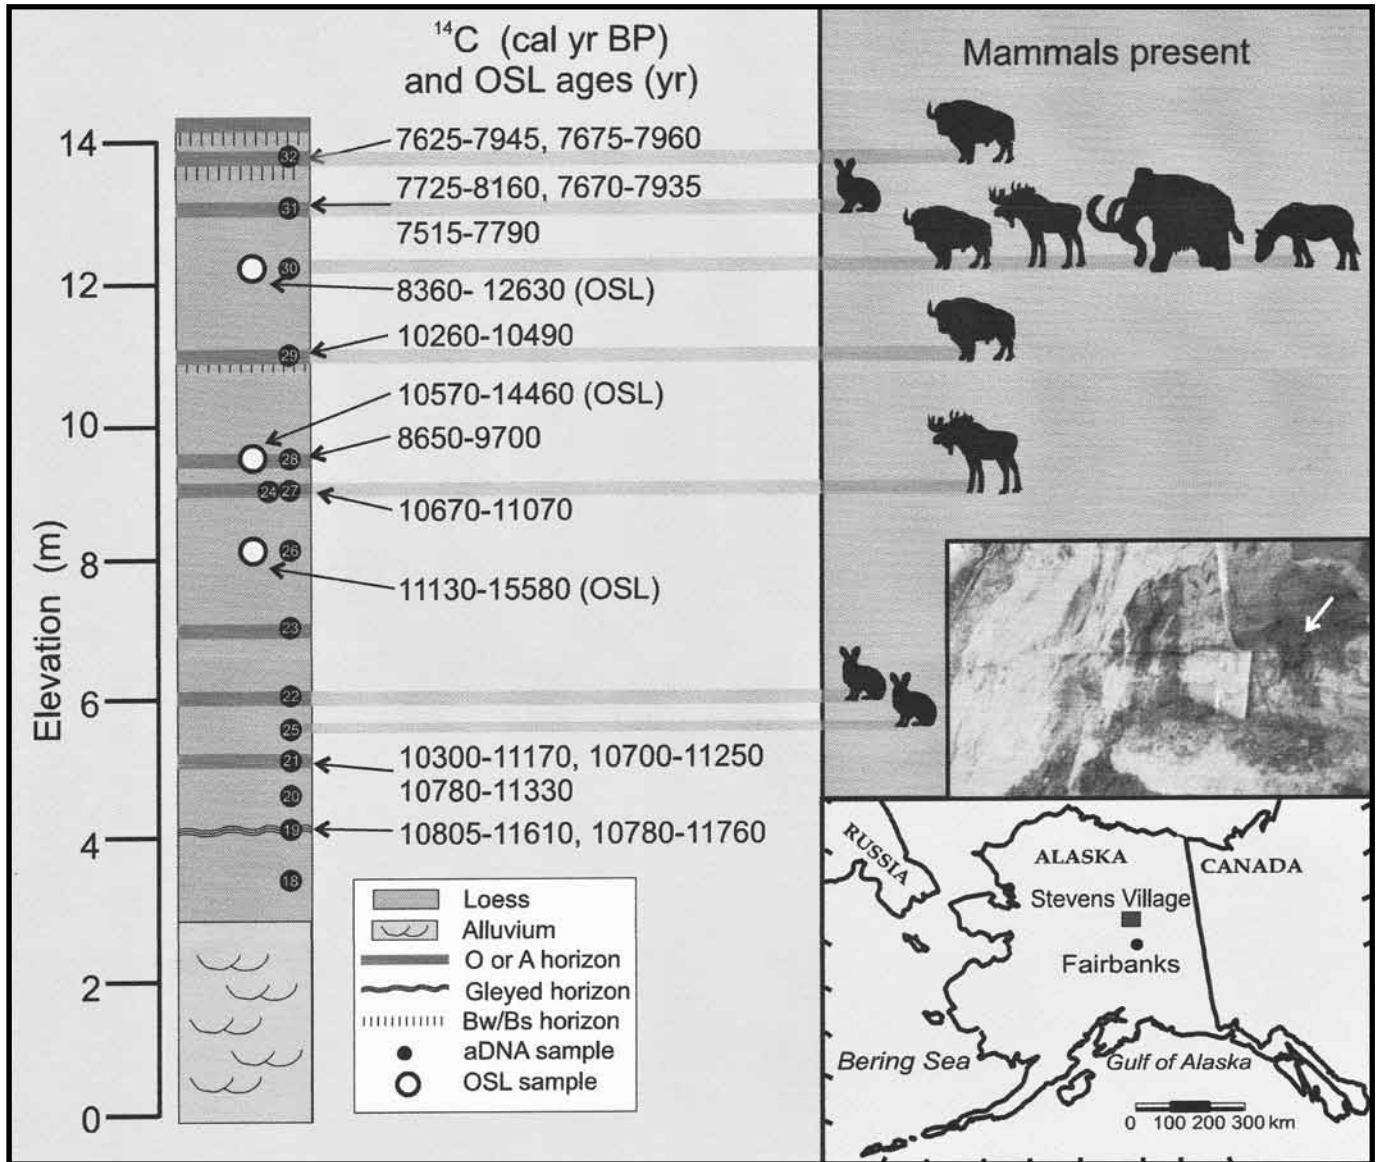 14C (cal yr BP)
and OSL ages (yr)
Mammals present
14
12
10
8
6
4
2
0
Elevation (m)
32
31
30
29
28
24 27
26
23
22
25
21
20
19
18
7625-7945, 7675-7960
7725-8160, 7670-7935
7515-7790
8360- 12630 (OSL)
10260-10490
10570-14460 (OSL)
8650-9700
10670-11070
11130-15580 (OSL)
10300-11170, 10700-11250
10780-11330
10805-11610, 10780-11760
Loess
Alluvium
O or A horizon
Gleyed horizon
Bw/Bs horizon
aDNA sample
OSL sample
RUSSIA
ALASKA
CANADA
Stevens Village
Fairbanks
Bering Sea
Gulf of Alaska
0 100 200 300 km